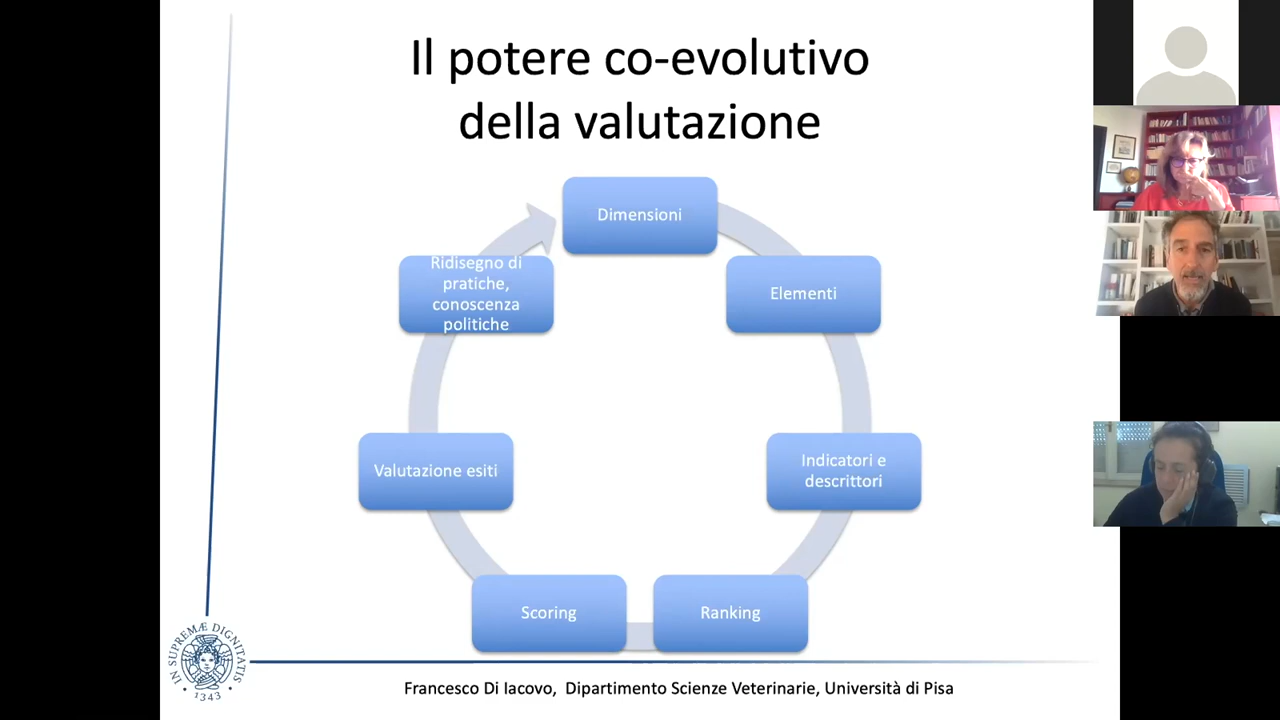 Il potere co-evolutivo
della valutazione
Dimensioni
Elementi
Indicatori e
descrittori
Ranking
Scoring
Valutazione esiti
Ridisegno di
pratiche,
conoscenza
politiche
IN SUPREMÆ DIGNITATIS
1343
Francesco Di Iacovo, Dipartimento Scienze Veterinarie, Università di Pisa